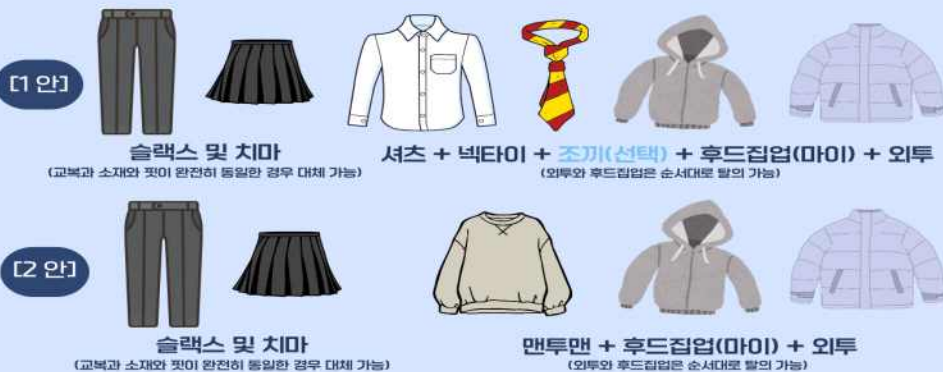 [1 안]
슬랙스 및 치마
(교복과 소재와 핏이 완전히 동일한 경우 대체 가능)
셔츠 + 넥타이 + 조끼(선택) + 후드집업(마이) + 외투
(외투와 후드집업은 순서대로 탈의 가능)
[2 안]
슬랙스 및 치마
(교복과 소재와 핏이 완전히 동일한 경우 대체 가능)
맨투맨 + 후드집업(마이) + 외투
(외투와 후드집업은 순서대로 탈의 가능)